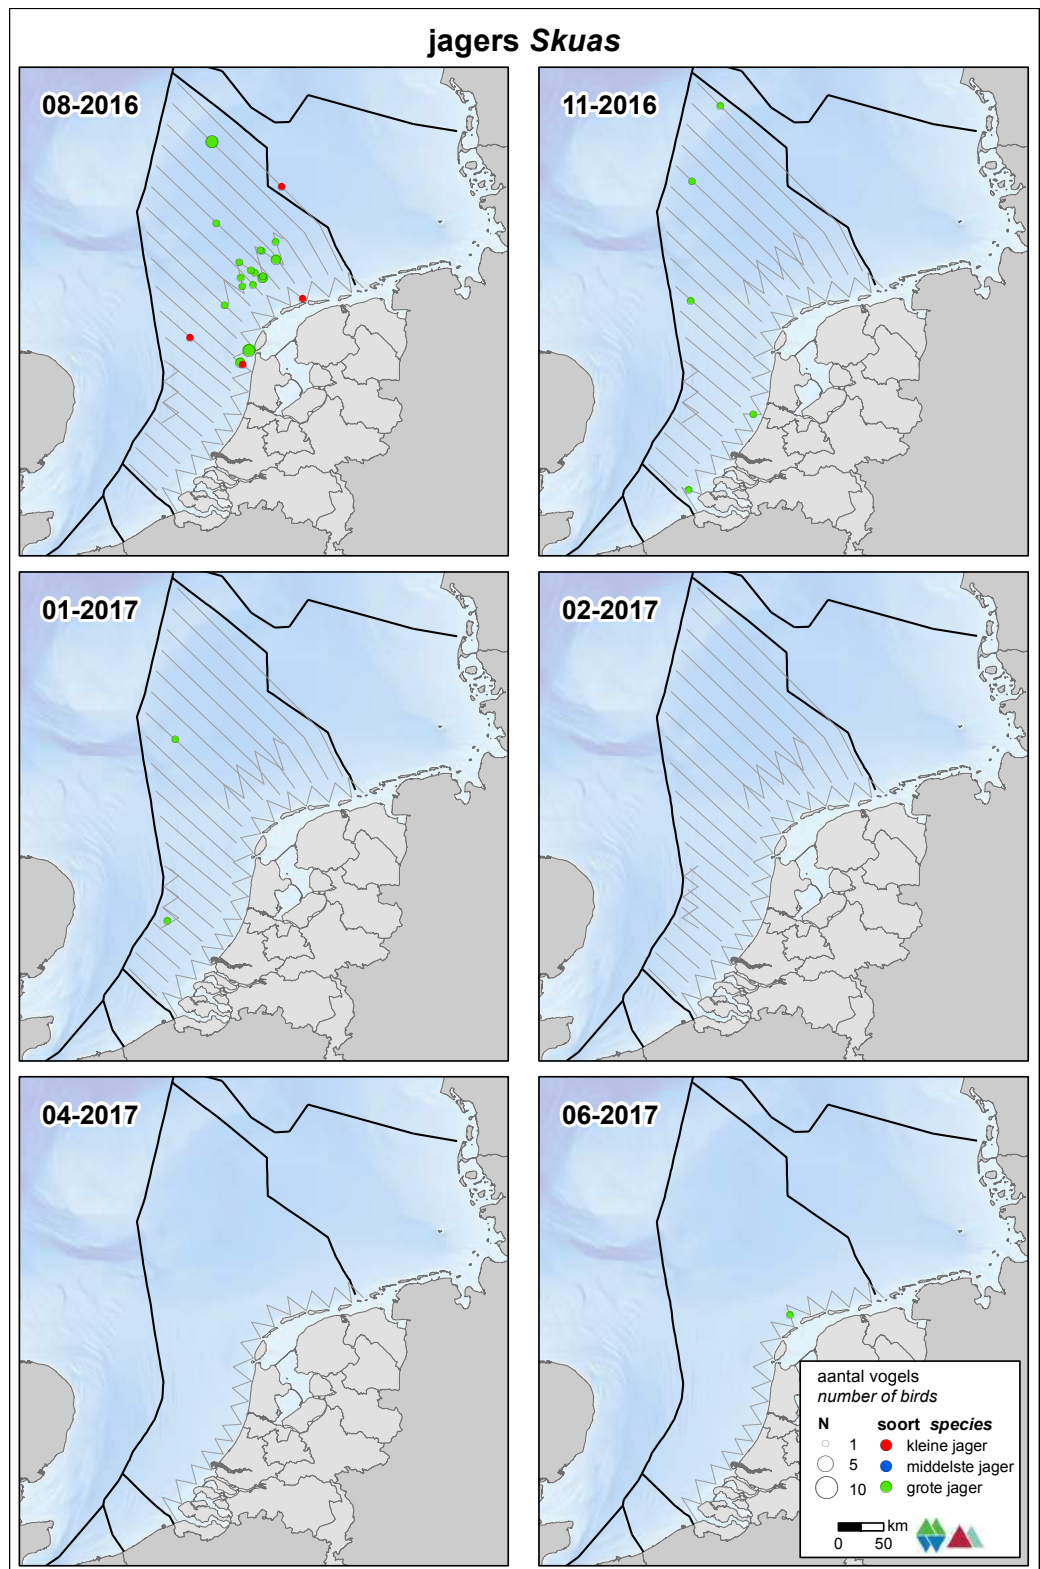 jagers Skuas
08-2016
11-2016
01-2017
02-2017
04-2017
06-2017
aantal vogels
number of birds
N soort species
1 kleine jager
5 middelste jager
10 grote jager
km
0 50